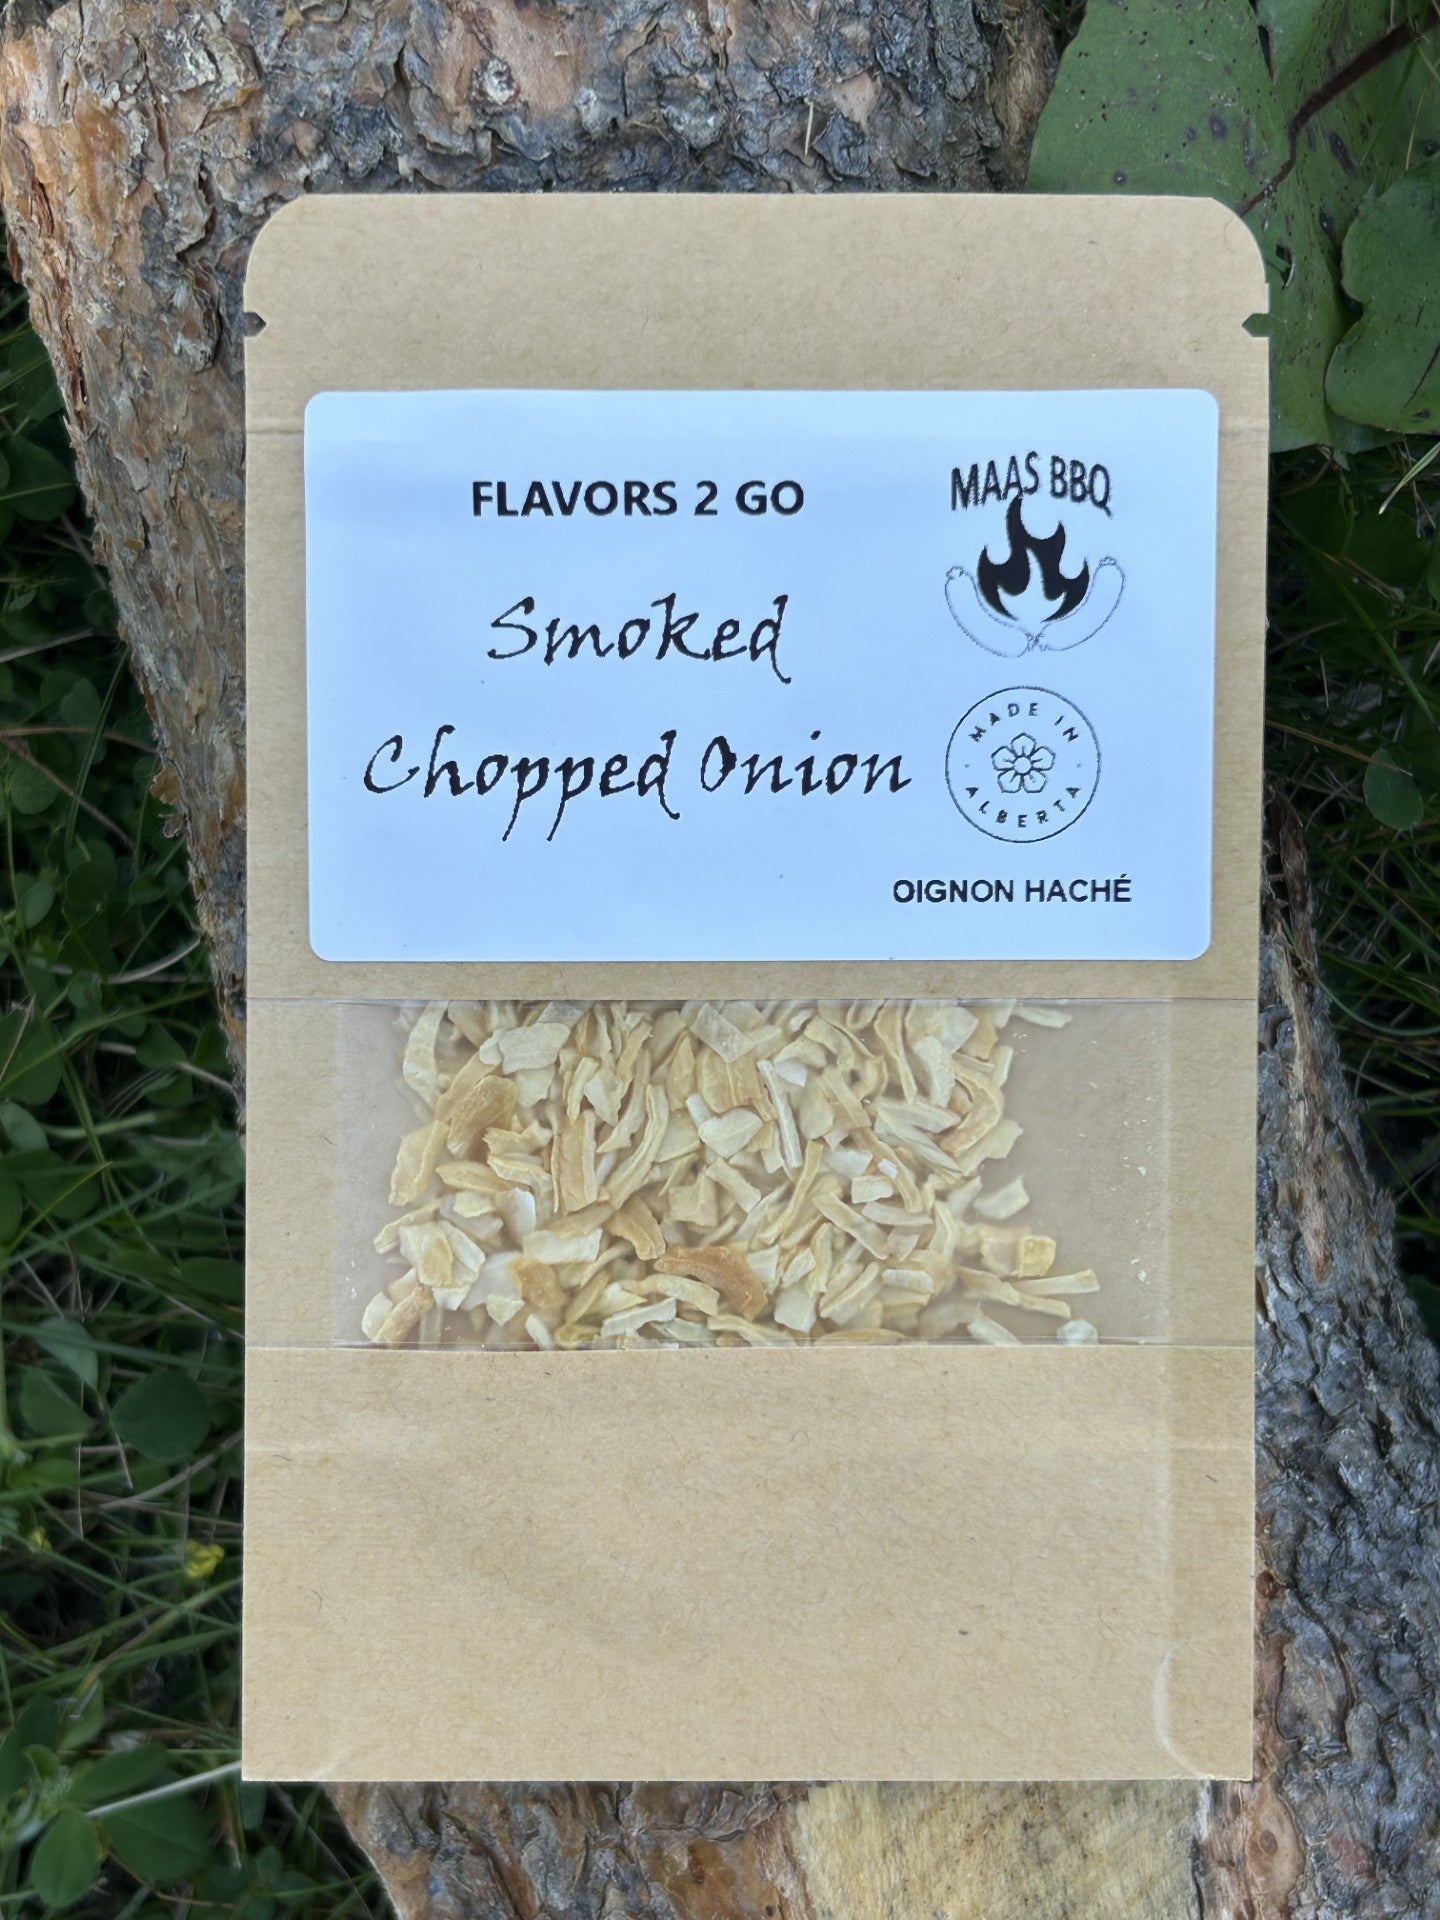 FLAVORS 2 GO
MAAS BBQ
Smoked
Chopped Onion
MADE IN
ALBERTA
OIGNON HACHÉ